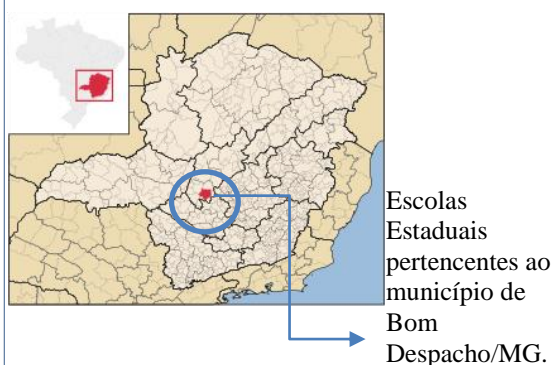 Escolas
Estaduais
pertencentes ao
município de
Bom
Despacho/MG.